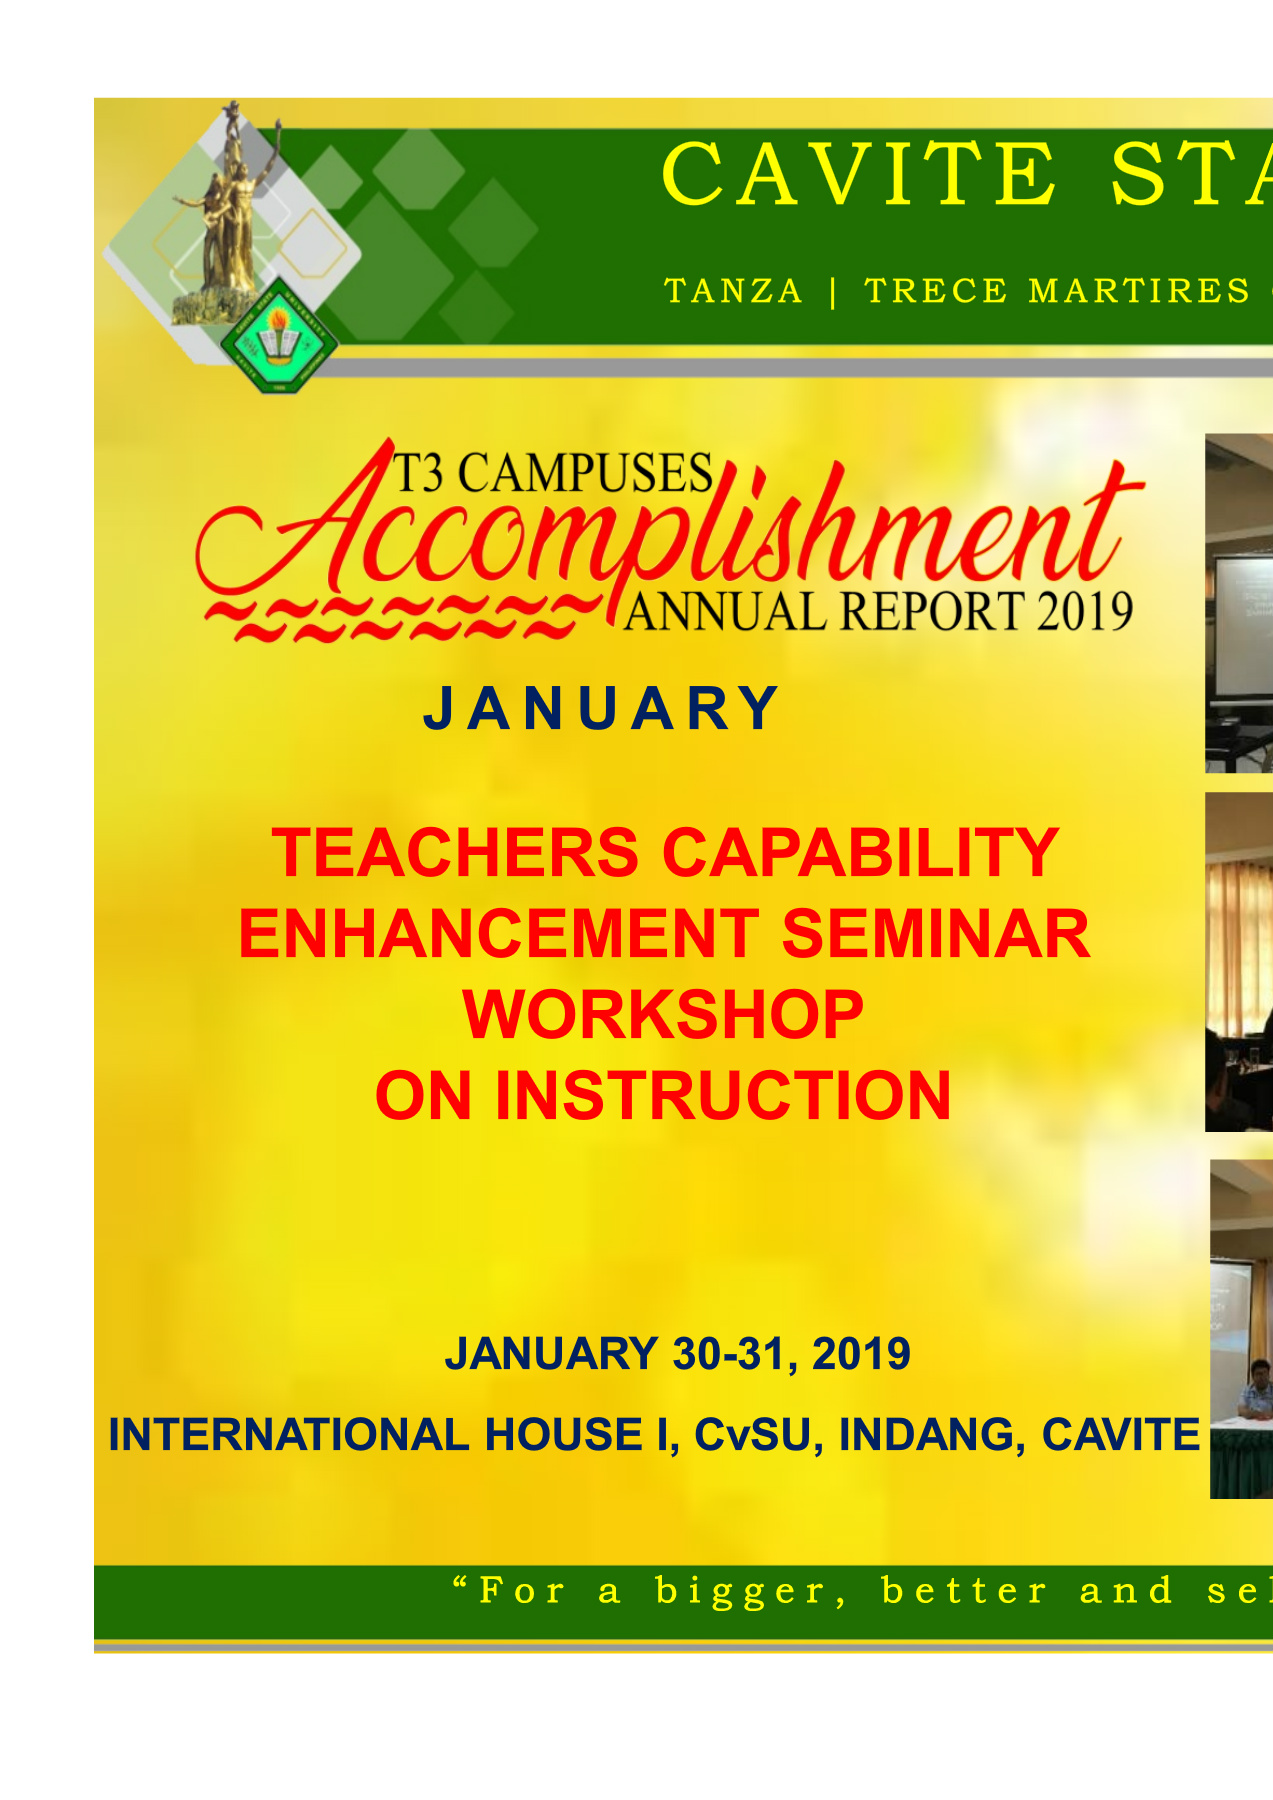 CAVITE STA
TANZA | TRECE MARTIRES
T3 CAMPUSES
Accomplishment
ANNUAL REPORT 2019
JANUARY
TEACHERS CAPABILITY
ENHANCEMENT SEMINAR
WORKSHOP
ON INSTRUCTION
JANUARY 30-31, 2019
INTERNATIONAL HOUSE I, CvSU, INDANG, CAVITE
“For a bigger, better and sel